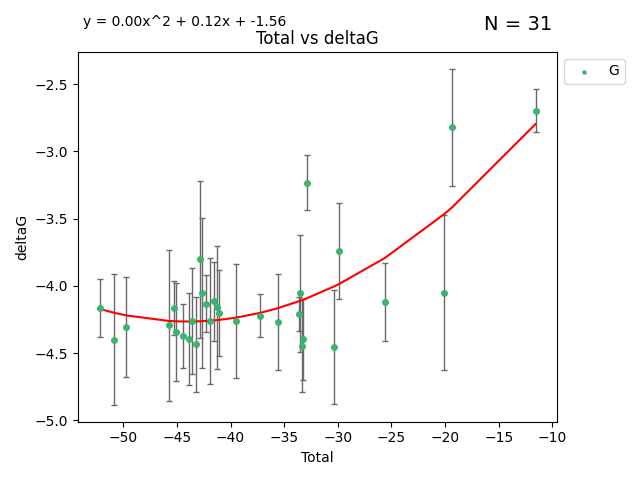 y = 0.00x^2 + 0.12x + -1.56
N = 31
Total vs deltaG
G
deltaG
−2.5
−3.0
−3.5
−4.0
−4.5
−5.0
−50
−45
−40
−35
−30
−25
−20
−15
−10
Total